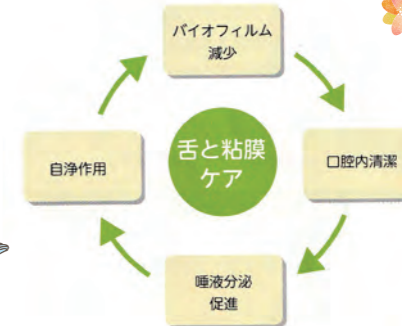 バイオフィルム
減少
舌と粘膜
ケア
口腔内清潔
自浄作用
唾液分泌
促進